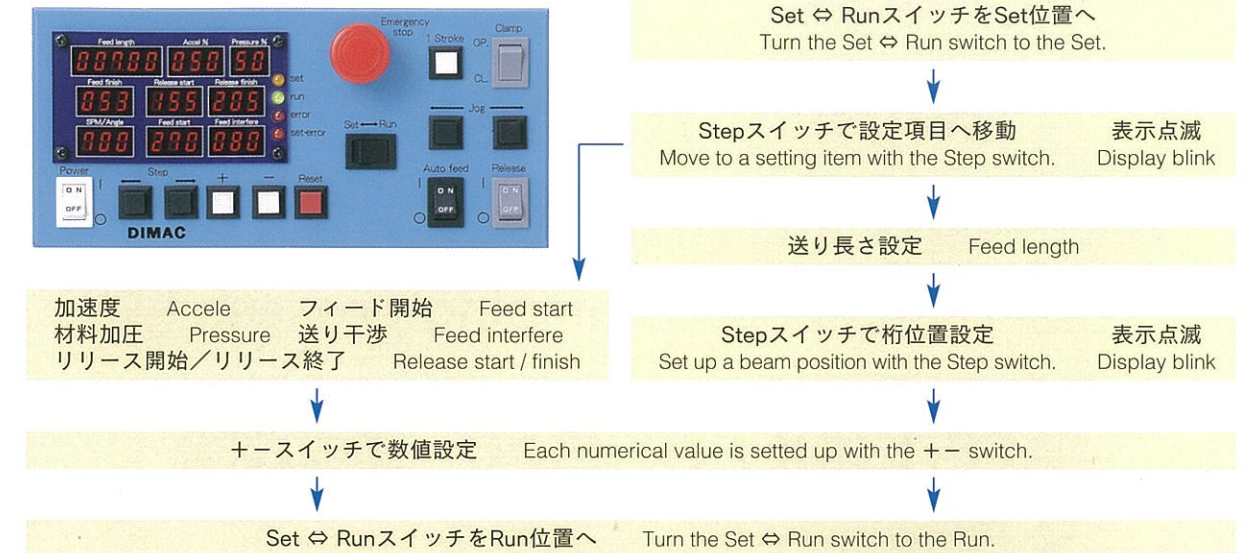 Feed length Accel % Pressure %
00700 050 50
Feed finish Release start Release finish
053 155 205
SPM/Angle Feed start Feed interfere
700 270 080
set
run
error
set-error
Emergency stop
1 Stroke
Clamp
OP.
CL.
Jog
Set ⟷ Run
Power
ON
OFF
Step
+
−
Reset
Auto feed
ON
OFF
Release
ON
OFF
DIMAC
Set ⇔ RunスイッチをSet位置へ
Turn the Set ⇔ Run switch to the Set.
Stepスイッチで設定項目へ移動 表示点滅
Move to a setting item with the Step switch. Display blink
送り長さ設定 Feed length
Stepスイッチで桁位置設定 表示点滅
Set up a beam position with the Step switch. Display blink
加速度 Accele フィード開始 Feed start
材料加圧 Pressure 送り干渉 Feed interfere
リリース開始／リリース終了 Release start / finish
＋−スイッチで数値設定 Each numerical value is setted up with the ＋− switch.
Set ⇔ RunスイッチをRun位置へ Turn the Set ⇔ Run switch to the Run.